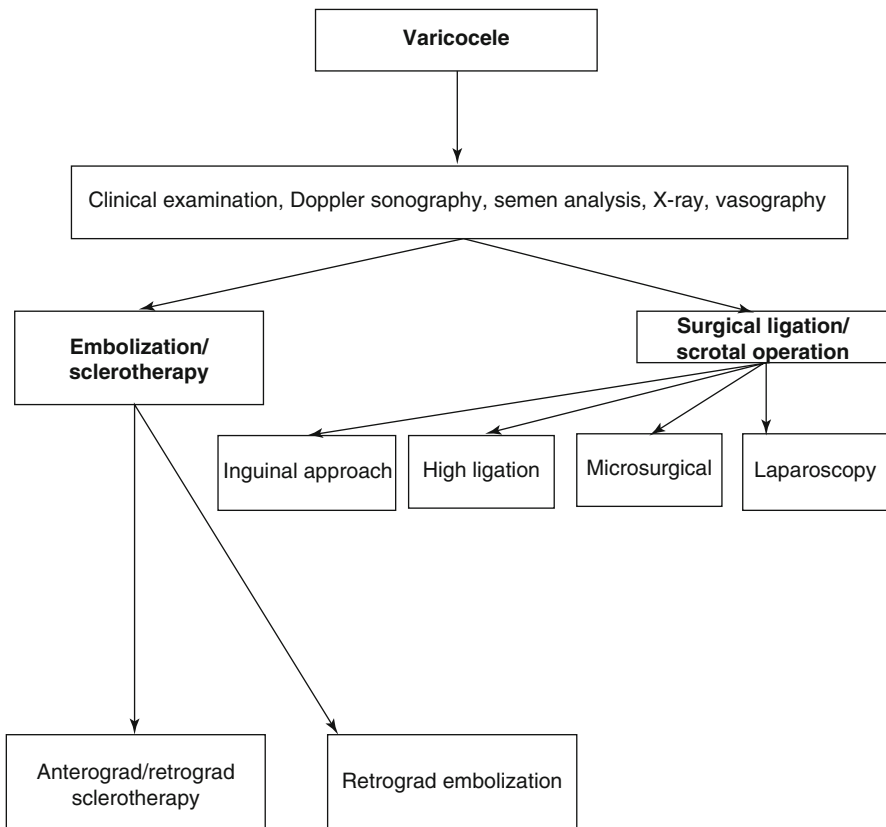 Varicocele
Clinical examination, Doppler sonography, semen analysis, X-ray, vasography
Embolization/
sclerotherapy
Surgical ligation/
scrotal operation
Inguinal approach
High ligation
Microsurgical
Laparoscopy
Anterograd/retrograd
sclerotherapy
Retrograd embolization